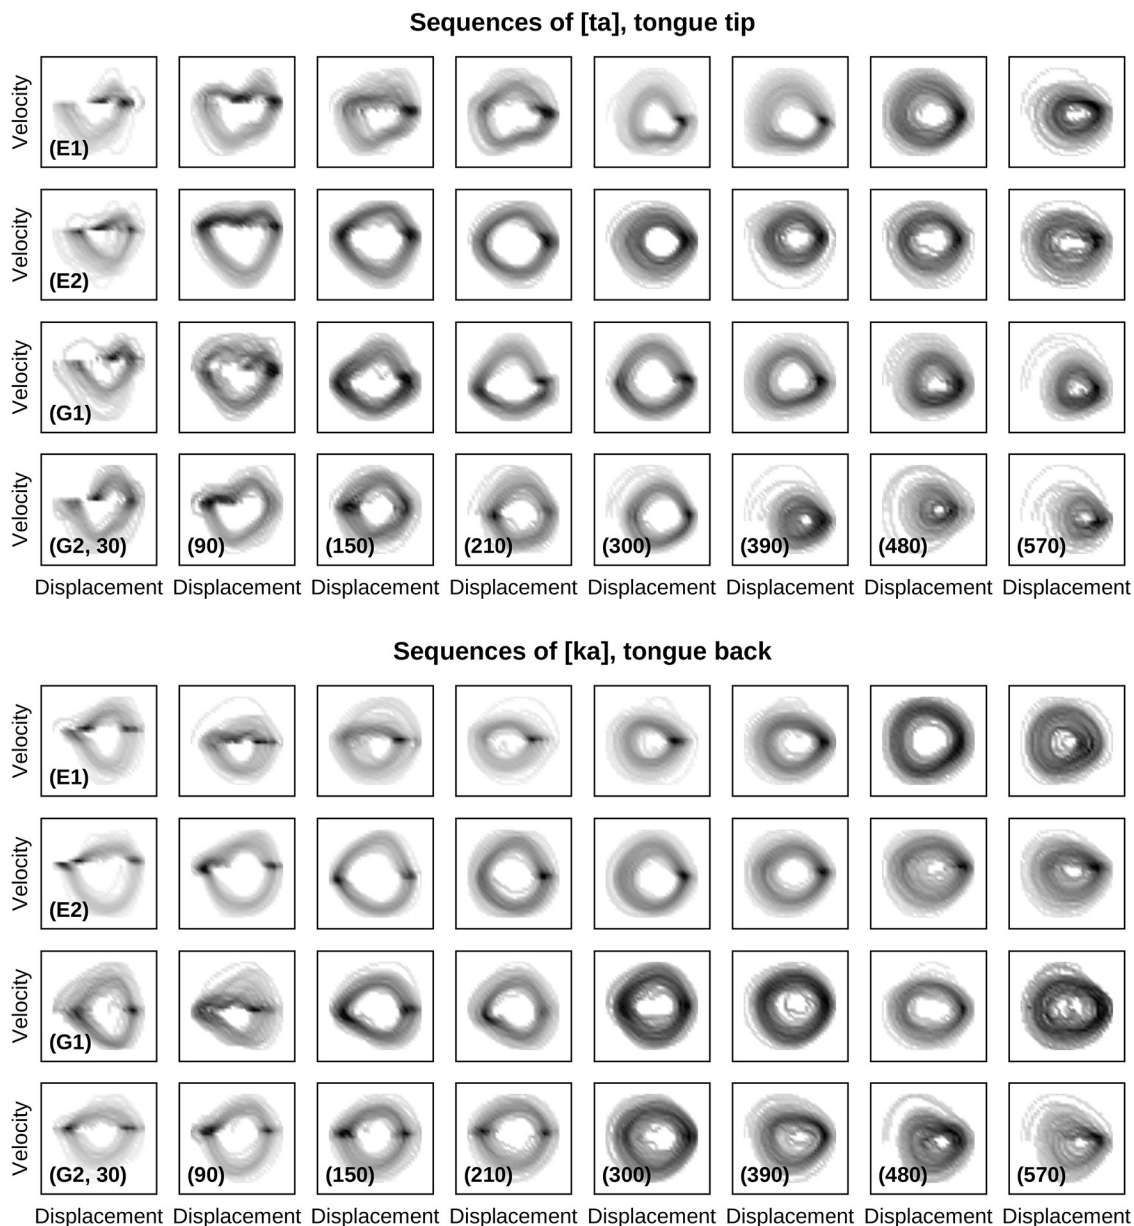 Sequences of [ta], tongue tip
Velocity
(E1)
Velocity
(E2)
Velocity
(G1)
Velocity
(G2, 30) (90) (150) (210) (300) (390) (480) (570)
Displacement Displacement Displacement Displacement Displacement Displacement Displacement Displacement
Sequences of [ka], tongue back
Velocity
(E1)
Velocity
(E2)
Velocity
(G1)
Velocity
(G2, 30) (90) (150) (210) (300) (390) (480) (570)
Displacement Displacement Displacement Displacement Displacement Displacement Displacement Displacement